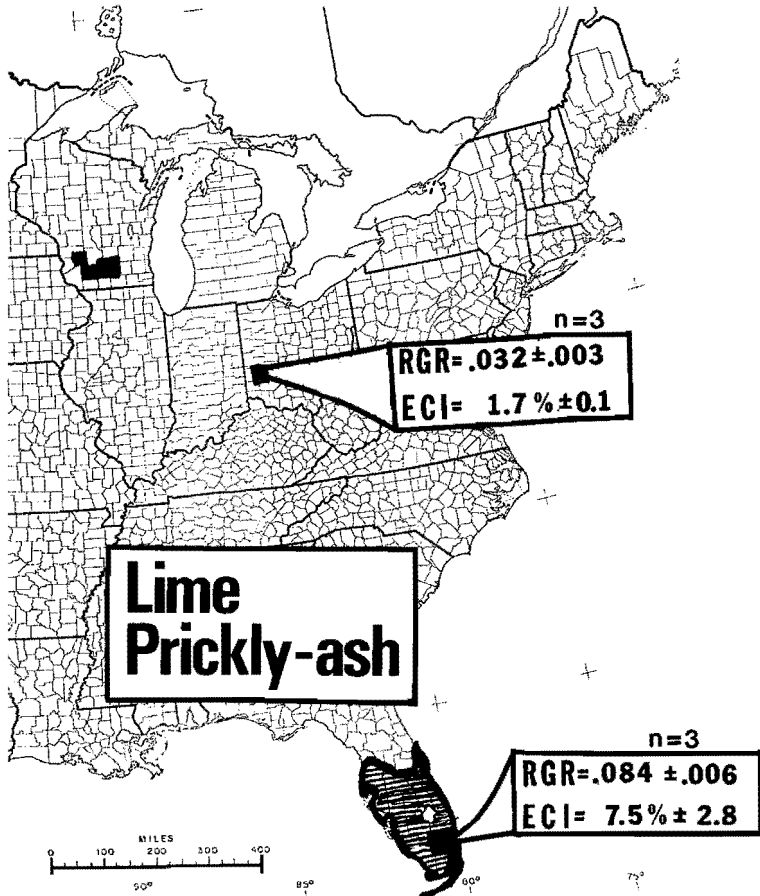 n=3
RGR=.032±.003
ECI= 1.7%±0.1
Lime
Prickly-ash
n=3
RGR=.084 ±.006
ECI= 7.5%± 2.8
MILES
0 100 200 300 400
90° 85° 80° 75°